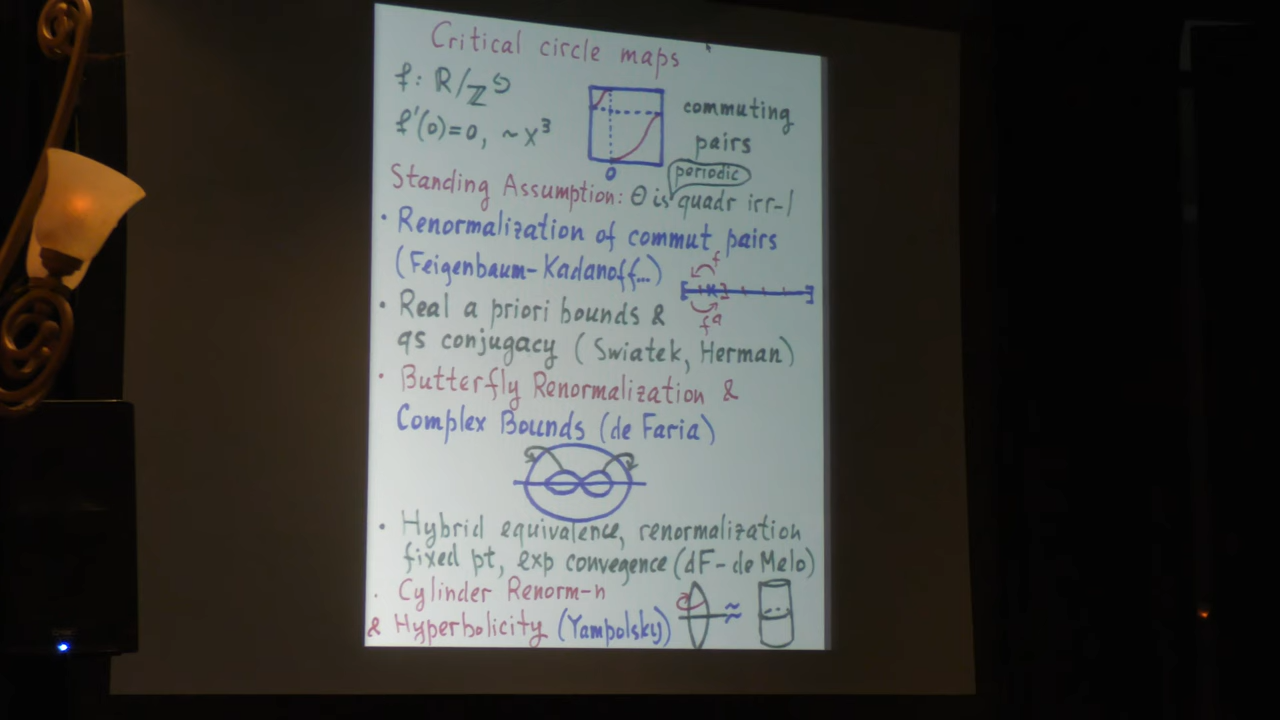 Critical circle maps
f: ℝ/ℤ ↺
f'(0)=0, ~x³
commuting
pairs
0
periodic
Standing Assumption: θ is quadr irr-l
• Renormalization of commut pairs
(Feigenbaum-Kadanoff...)
f
f^q
• Real a priori bounds &
qs conjugacy (Swiatek, Herman)
• Butterfly Renormalization &
Complex Bounds (de Faria)
• Hybrid equivalence, renormalization
fixed pt, exp convegence (dF-de Melo)
• Cylinder Renorm-n
& Hyperbolicity (Yampolsky)
≈